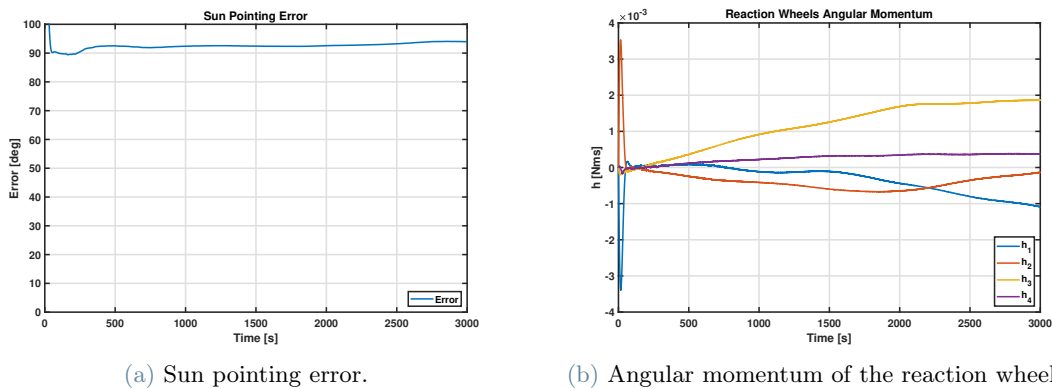 Sun Pointing Error
100
90
80
70
60
50
40
30
20
10
0
Error [deg]
0 500 1000 1500 2000 2500 3000
Time [s]
Error
(a) Sun pointing error.
Reaction Wheels Angular Momentum
×10⁻³
4
3
2
1
0
-1
-2
-3
-4
h [Nms]
0 500 1000 1500 2000 2500 3000
Time [s]
h₁
h₂
h₃
h₄
(b) Angular momentum of the reaction wheel